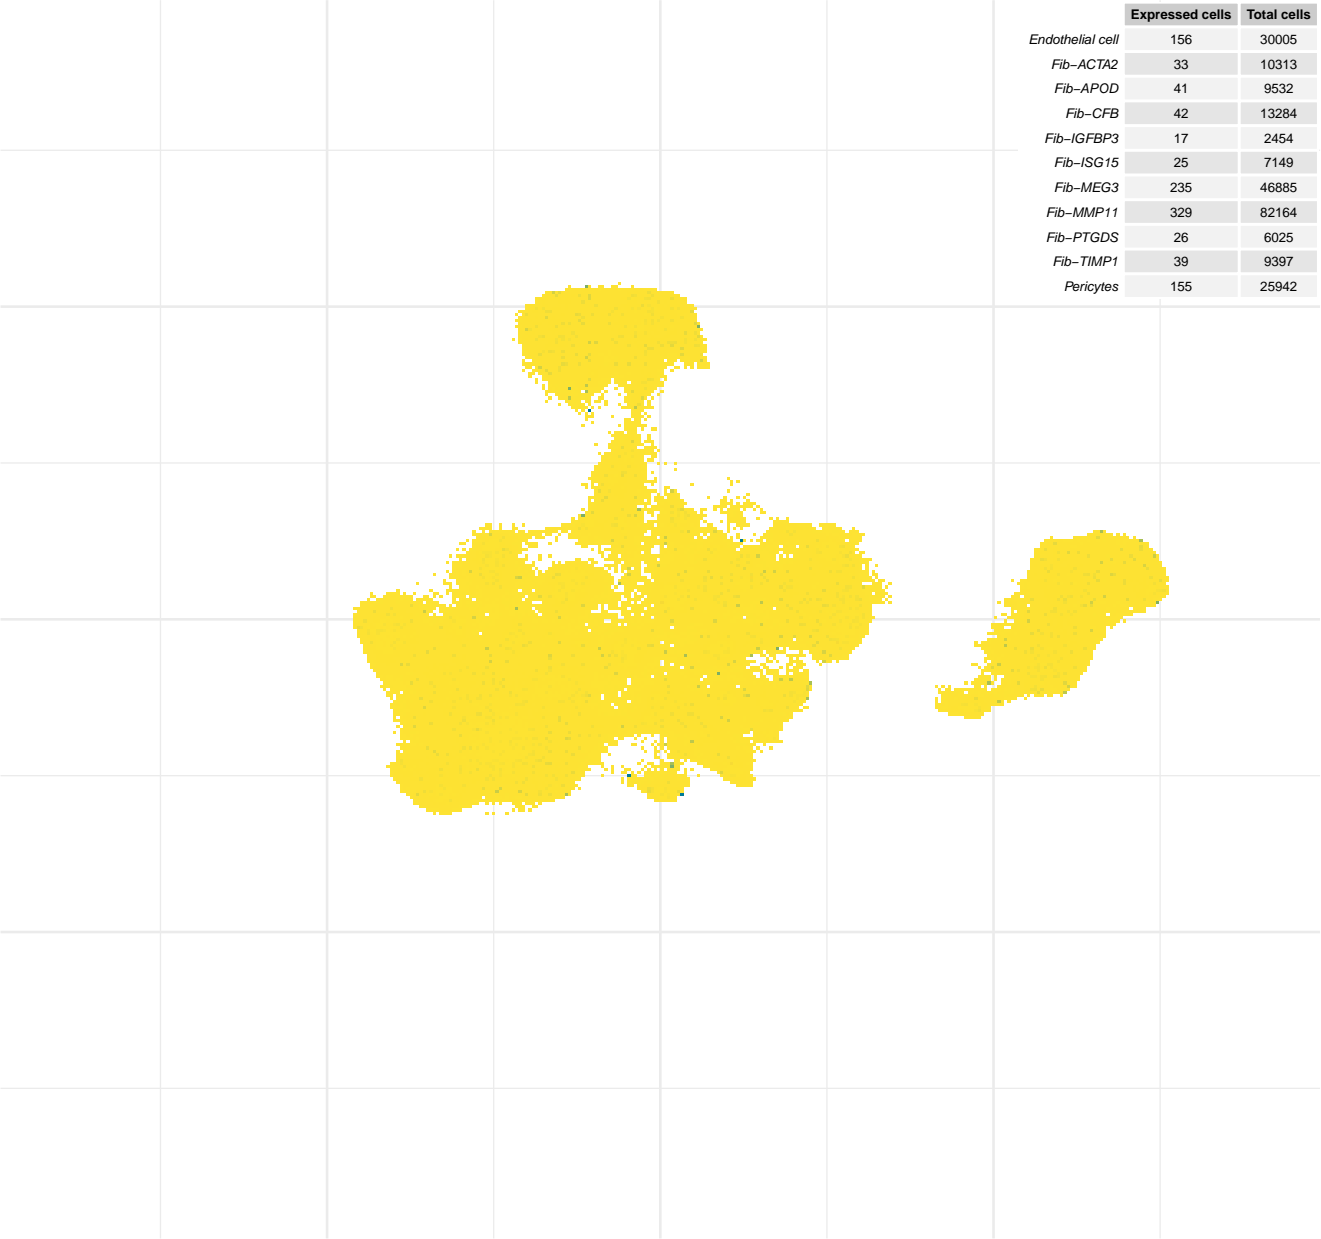 Expressed cells Total cells
Endothelial cell 156 30005
Fib−ACTA2 33 10313
Fib−APOD 41 9532
Fib−CFB 42 13284
Fib−IGFBP3 17 2454
Fib−ISG15 25 7149
Fib−MEG3 235 46885
Fib−MMP11 329 82164
Fib−PTGDS 26 6025
Fib−TIMP1 39 9397
Pericytes 155 25942